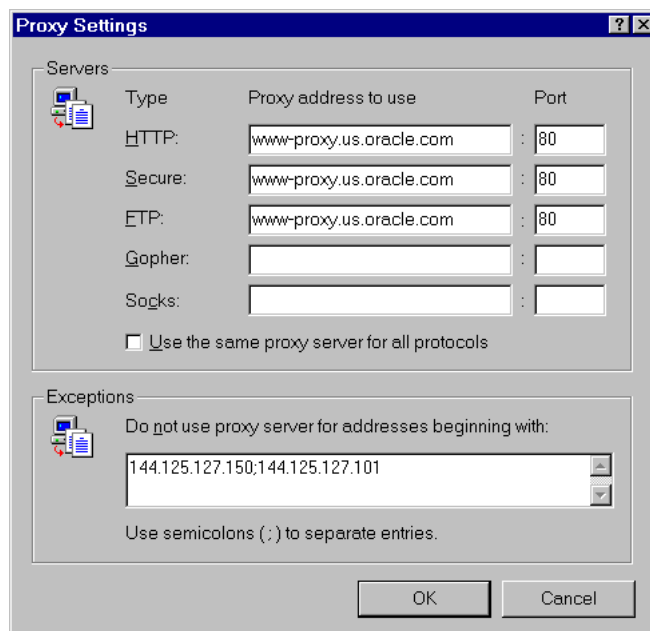 Proxy Settings
Servers
Type Proxy address to use Port
HTTP: www-proxy.us.oracle.com : 80
Secure: www-proxy.us.oracle.com : 80
FTP: www-proxy.us.oracle.com : 80
Gopher: :
Socks: :
Use the same proxy server for all protocols
Exceptions
Do not use proxy server for addresses beginning with:
144.125.127.150;144.125.127.101
Use semicolons ( ; ) to separate entries.
OK Cancel